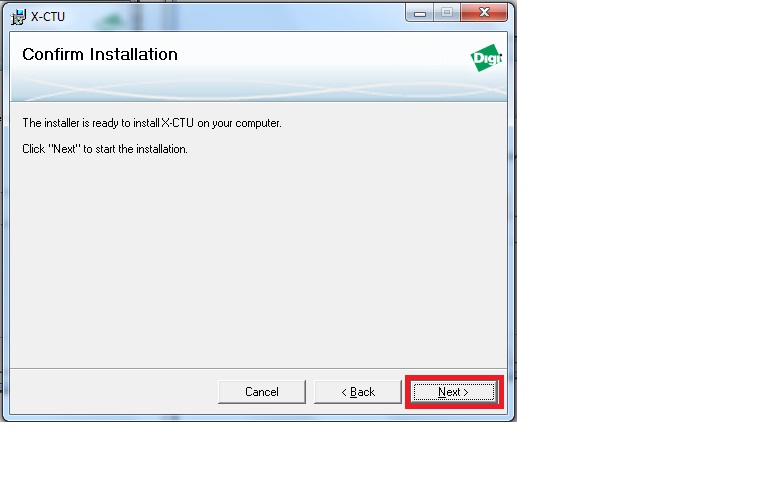 X-CTU
Confirm Installation
Digi
The installer is ready to install X-CTU on your computer.
Click "Next" to start the installation.
Cancel
< Back
Next >